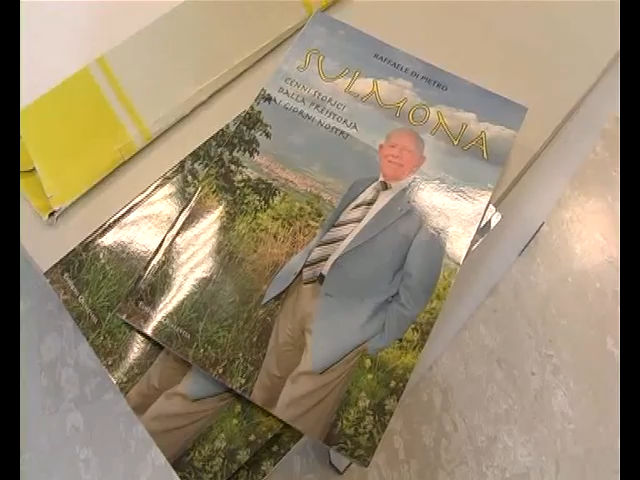 RAFFAELE DI PIETRO
SULMONA
CENNI STORICI
DALLA PREISTORIA
AI GIORNI NOSTRI